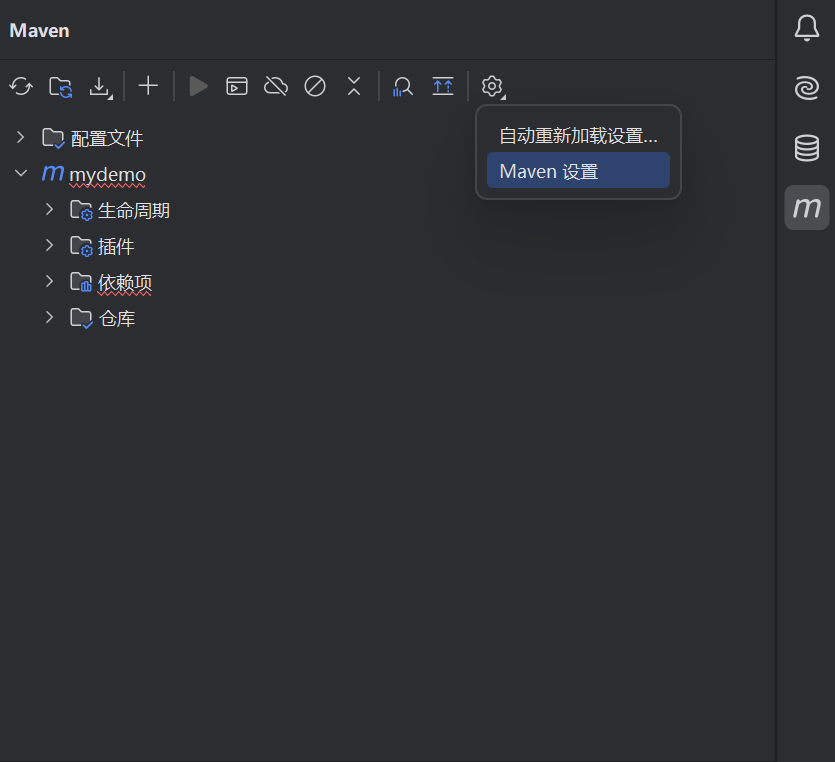 Maven
自动重新加载设置...
Maven 设置
配置文件
mydemo
生命周期
插件
依赖项
仓库